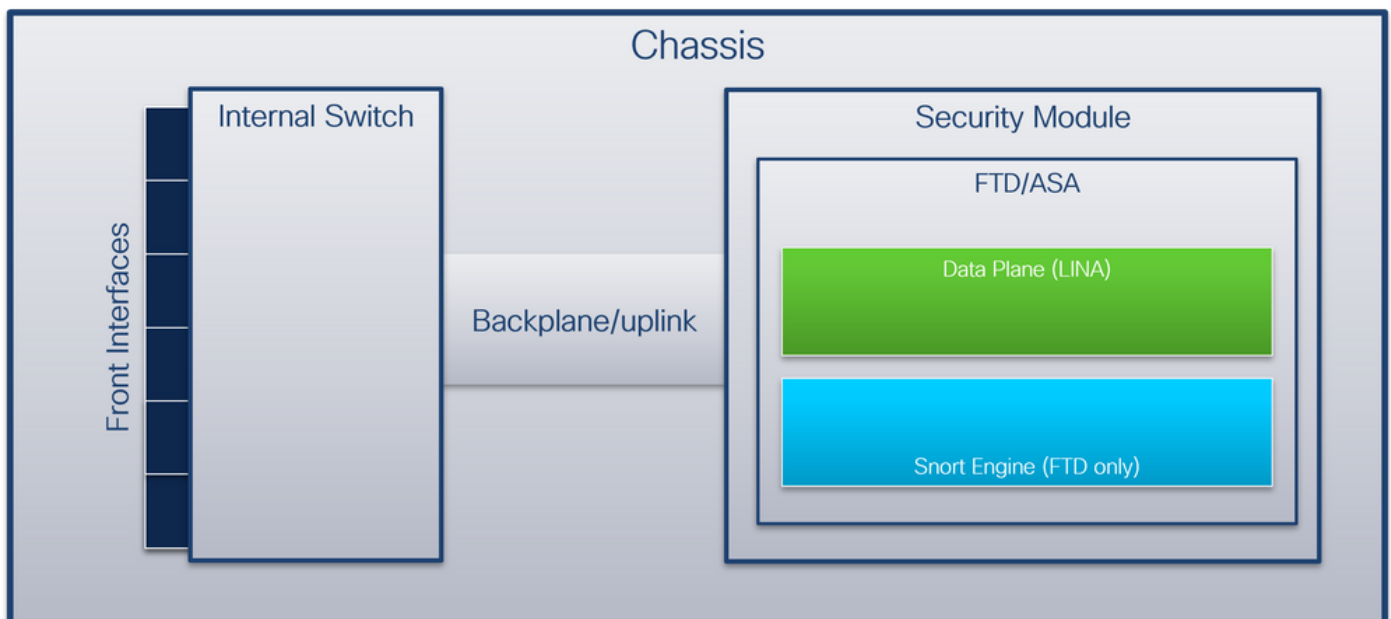 Chassis
Internal Switch
Security Module
FTD/ASA
Front Interfaces
Backplane/uplink
Data Plane (LINA)
Snort Engine (FTD only)